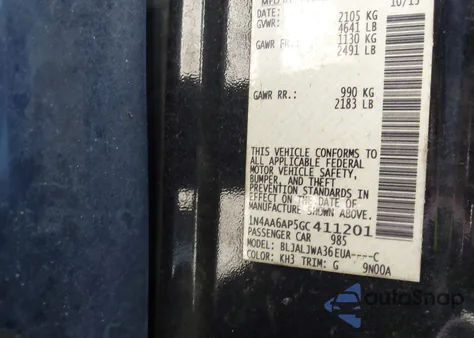 DATE: 10/15
GVWR: 2105 KG
4641 LB
GAWR FR.: 1130 KG
2491 LB
GAWR RR.: 990 KG
2183 LB
THIS VEHICLE CONFORMS TO
ALL APPLICABLE FEDERAL
MOTOR VEHICLE SAFETY,
BUMPER, AND THEFT
PREVENTION STANDARDS IN
EFFECT ON THE DATE OF
MANUFACTURE SHOWN ABOVE.
1N4AA6AP5GC411201
PASSENGER CAR 985
MODEL: BLJALJWA36EUA----C
COLOR: KH3 TRIM: G 9N00A
autoSnap